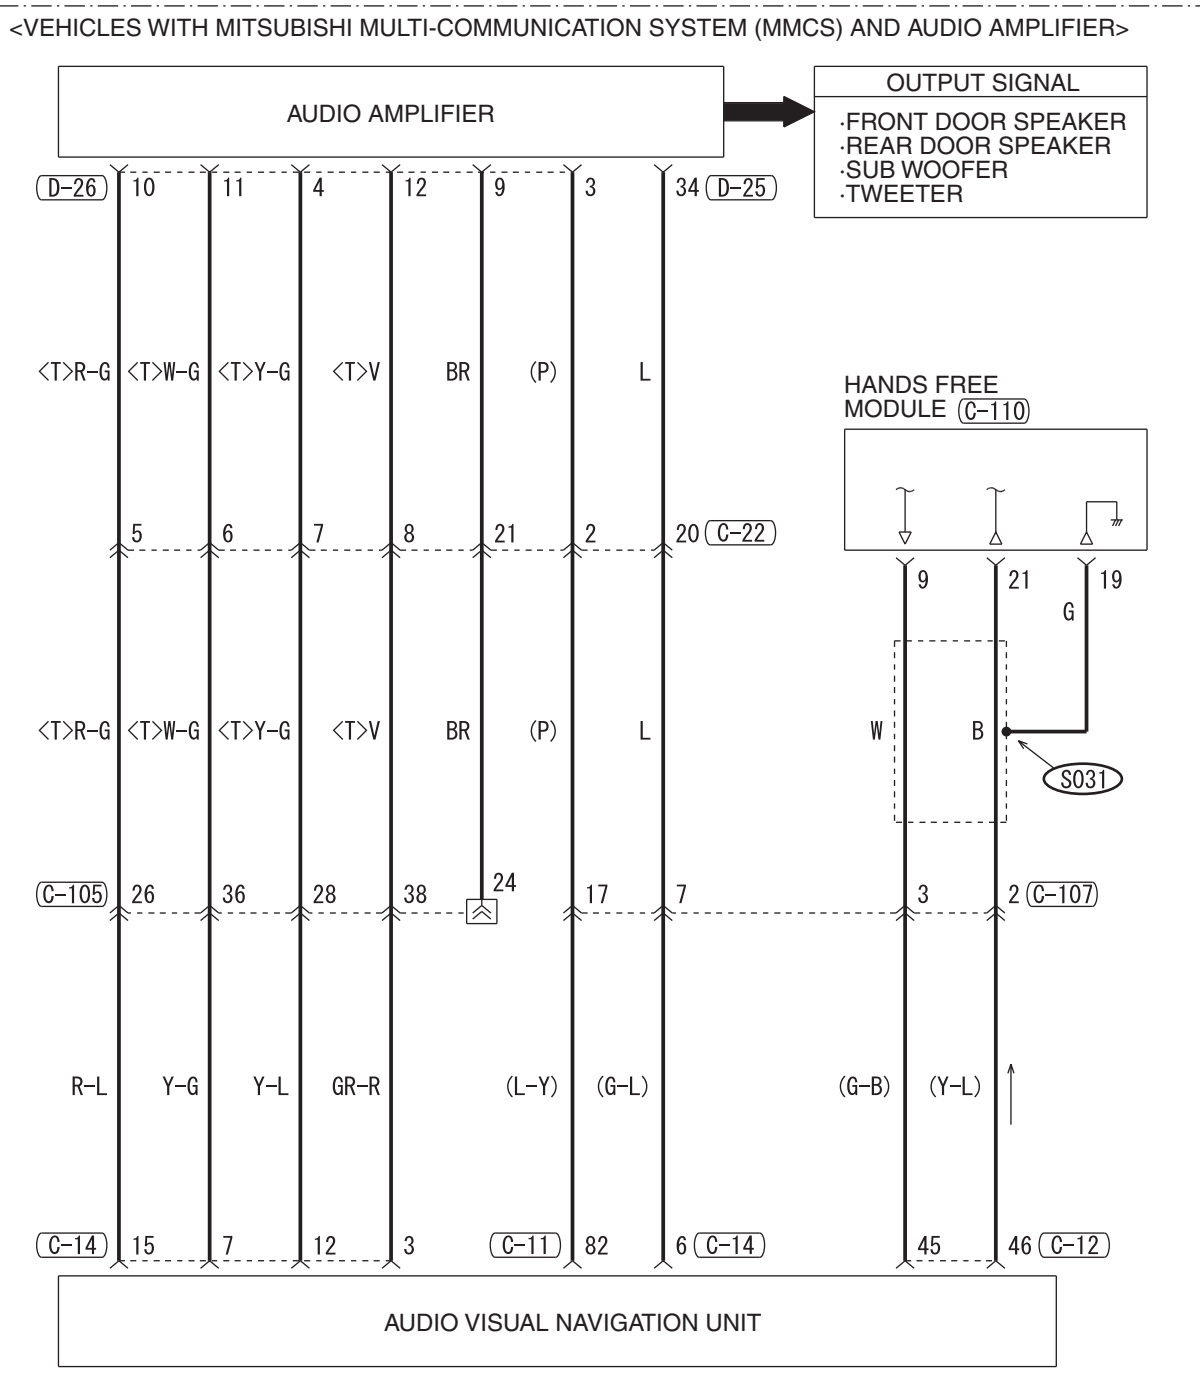 <VEHICLES WITH MITSUBISHI MULTI-COMMUNICATION SYSTEM (MMCS) AND AUDIO AMPLIFIER>
AUDIO AMPLIFIER
OUTPUT SIGNAL
·FRONT DOOR SPEAKER
·REAR DOOR SPEAKER
·SUB WOOFER
·TWEETER
D-26 10 11 4 12 9 3 34 D-25
<T>R-G <T>W-G <T>Y-G <T>V BR (P) L
HANDS FREE
MODULE C-110
5 6 7 8 21 2 20 C-22
9 21 19
G
<T>R-G <T>W-G <T>Y-G <T>V BR (P) L W B
S031
C-105 26 36 28 38 24 17 7 3 2 C-107
R-L Y-G Y-L GR-R (L-Y) (G-L) (G-B) (Y-L)
C-14 15 7 12 3 C-11 82 6 C-14 45 46 C-12
AUDIO VISUAL NAVIGATION UNIT